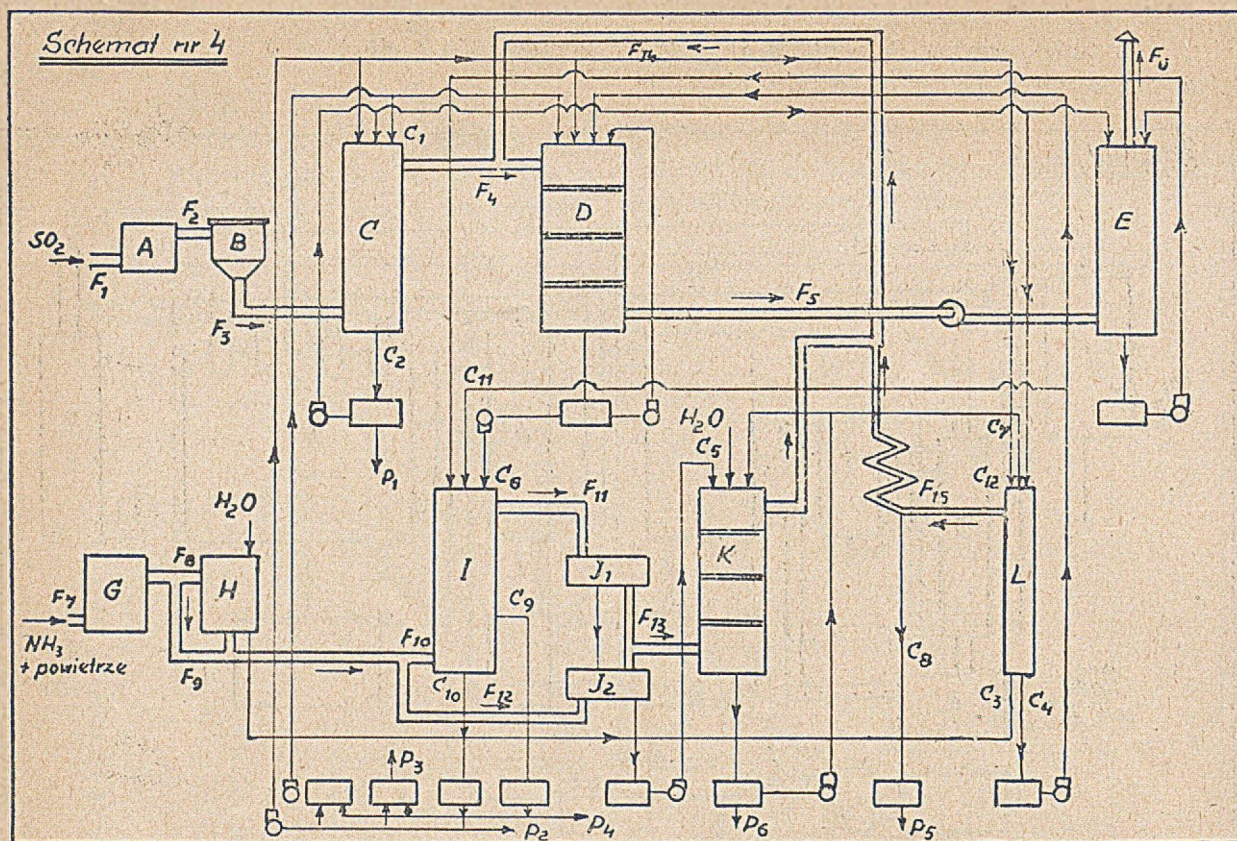 Schemat nr 4
F₁₄
Fᵤ
C₁
F₄
D
C
E
F₂
B
A
SO₂
F₁
F₃
F₅
C₂
C₁₁
H₂O
C₅
P₁
C₇
C₁₂
C₆
F₁₁
F₁₅
H₂O
F₈
G
H
I
J₁
K
L
C₉
F₇
NH₃
+ powietrze
F₉
F₁₀
F₁₃
C₈
C₁₀
F₁₂
J₂
C₃
C₄
P₃
P₂
P₄
P₆
P₅